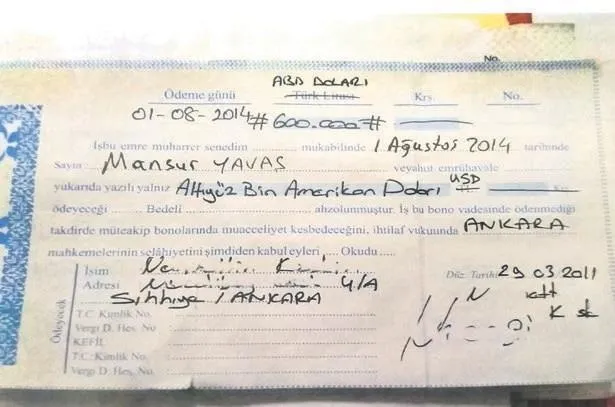 No.
ABD DOLARI
Ödeme günü Türk Lirası Krş. No.
01-08-2014 #600.000#
İşbu emre muharrer senedim ........ mukabilinde 1 Ağustos 2014 tarihinde
Sayın: Mansur YAVAŞ veyahut emrühavale
yukarıda yazılı yalnız Altıyüz Bin Amerikan Doları USD Krş.
ödeyeceği ........ Bedeli ........ ahzolunmuştur. İş bu bono vadesinde ödenmediği
takdirde müteakip bonolarında muacceliyet kesbedeceğini, ihtilaf vukuunda ANKARA
mahkemelerinin selâhiyetini şimdiden kabul eyleri .... Okudu .....
Ödeyecek
İsim
Adresi 4/A
Sıhhiye / ANKARA
Düz. Tarihi: 29 03 2011
T.C. Kimlik No.
Vergi D. Hes. No
KEFİL
T.C. Kimlik No.
Vergi D. Hes. No